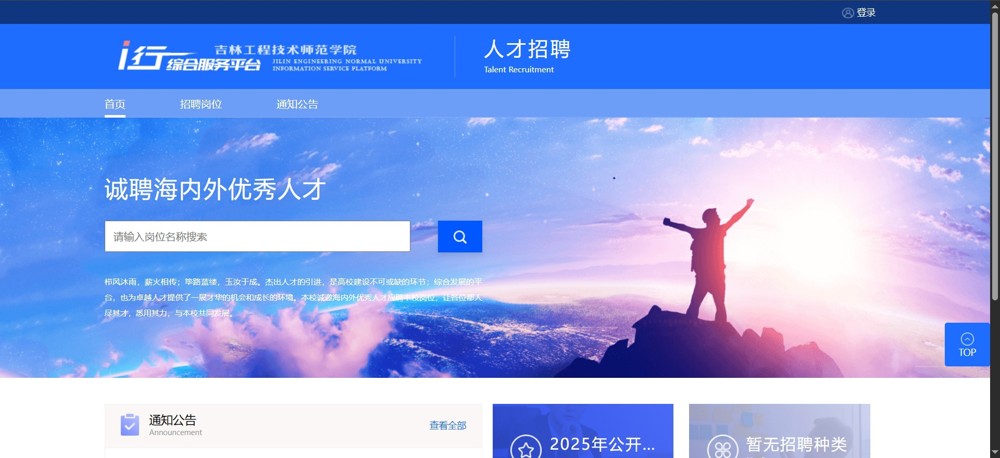 登录
i行
综合服务平台
吉林工程技术师范学院
JILIN ENGINEERING NORMAL UNIVERSITY
INFORMATION SERVICE PLATFORM
人才招聘
Talent Recruitment
首页 招聘岗位 通知公告
诚聘海内外优秀人才
请输入岗位名称搜索
栉风沐雨，薪火相传；筚路蓝缕，玉汝于成。杰出人才的引进，是高校建设不可或缺的环节；综合发展的平
台，也为卓越人才提供了一展才华的机会和成长的环境。本校诚邀海内外优秀人才应聘本校岗位，让各位都人
尽其才，悉用其力，与本校共同发展。
TOP
通知公告
Announcement
查看全部
2025年公开...
暂无招聘种类